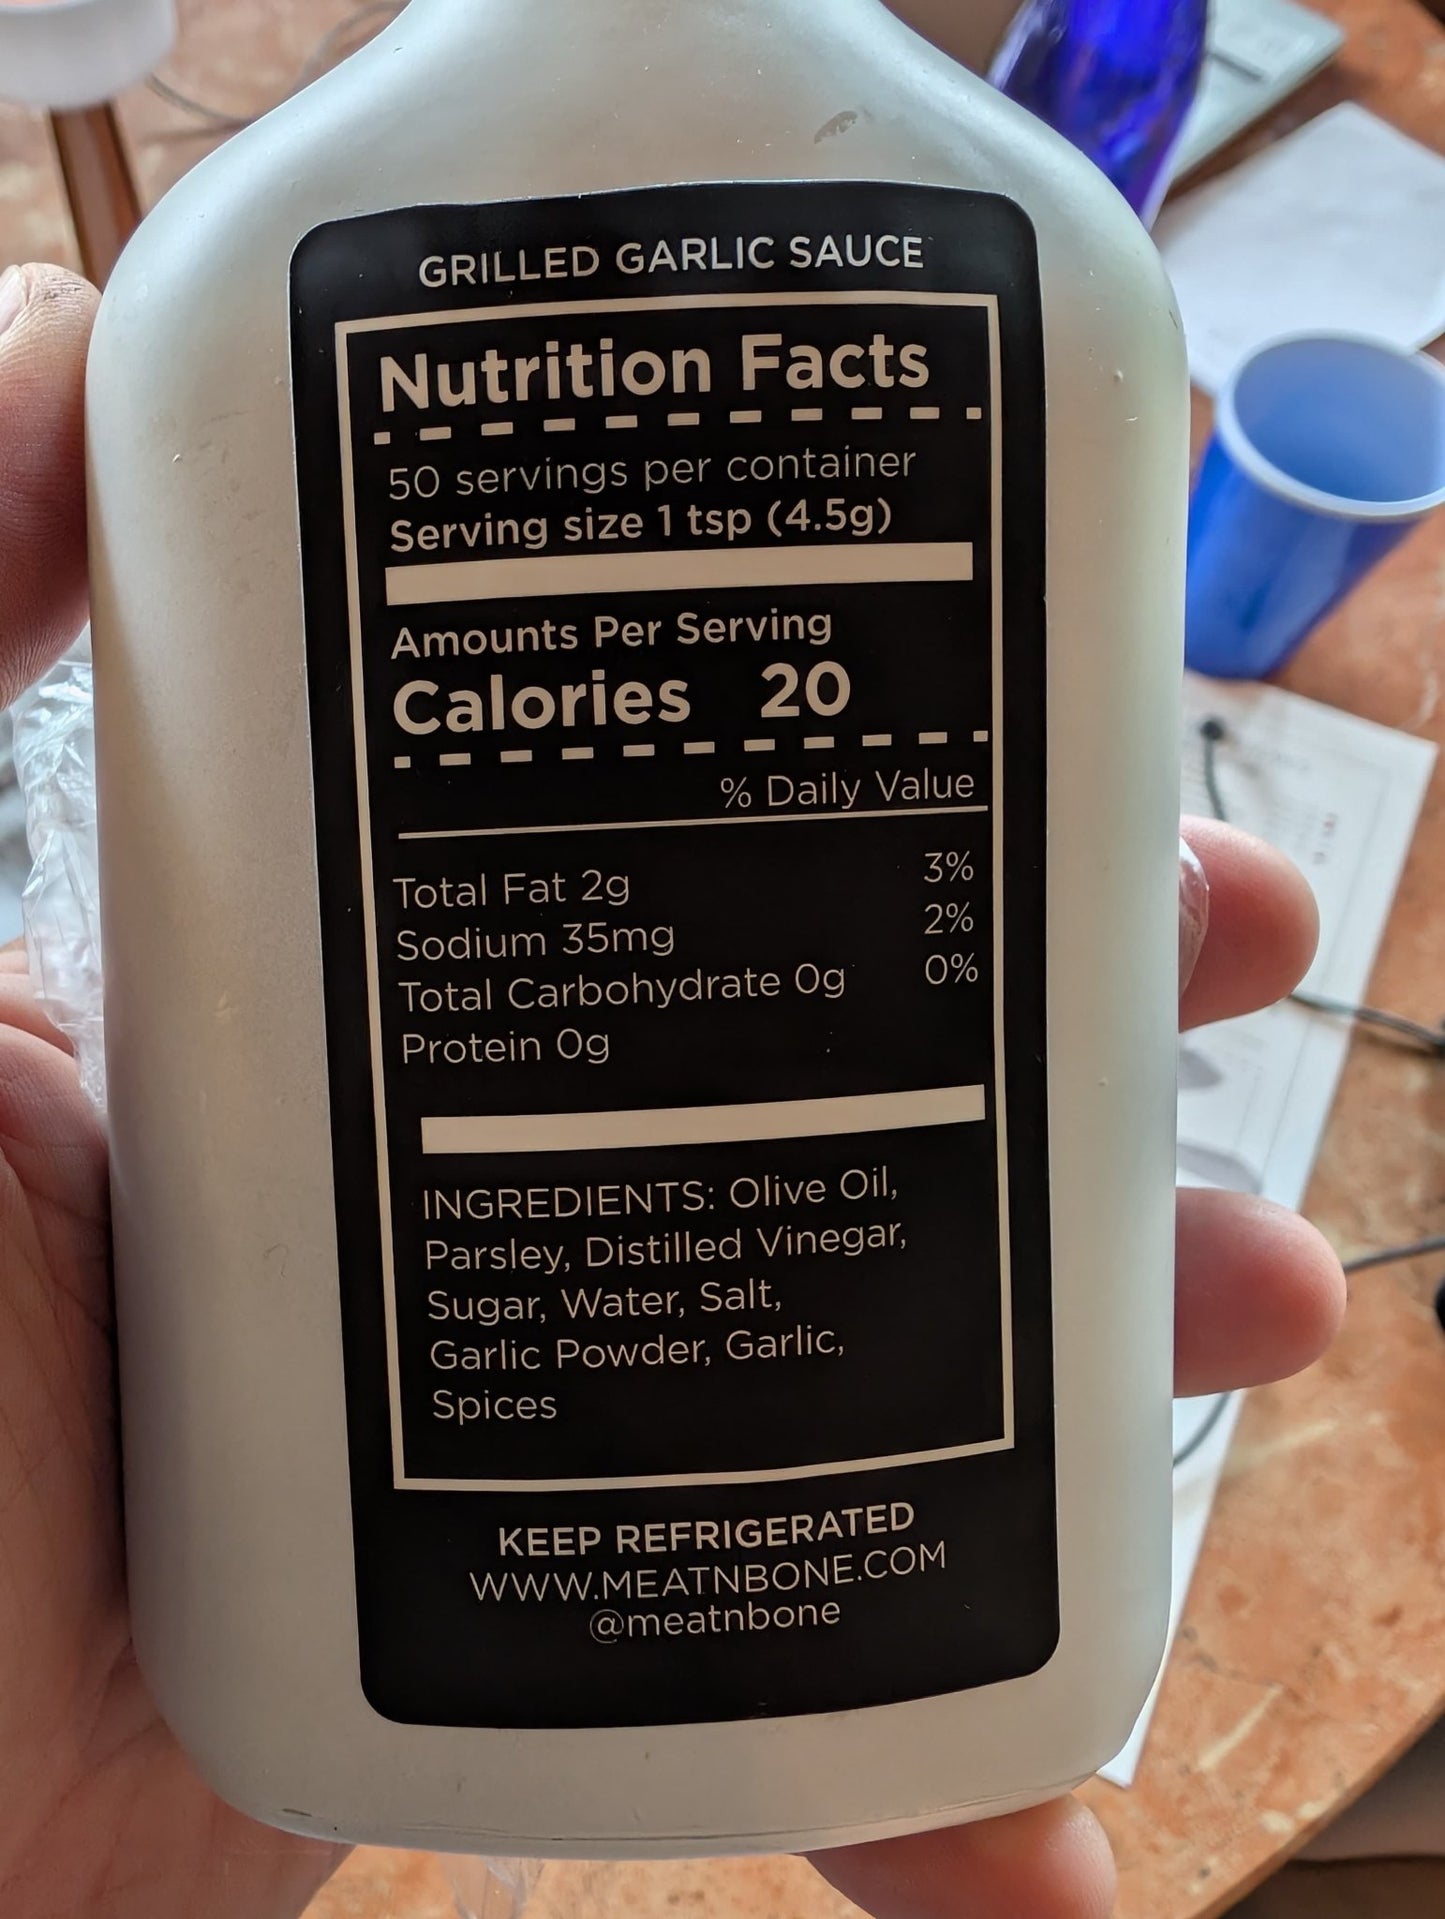 GRILLED GARLIC SAUCE
Nutrition Facts
50 servings per container
Serving size 1 tsp (4.5g)
Amounts Per Serving
Calories 20
% Daily Value
Total Fat 2g 3%
Sodium 35mg 2%
Total Carbohydrate 0g 0%
Protein 0g
INGREDIENTS: Olive Oil,
Parsley, Distilled Vinegar,
Sugar, Water, Salt,
Garlic Powder, Garlic,
Spices
KEEP REFRIGERATED
WWW.MEATNBONE.COM
@meatnbone